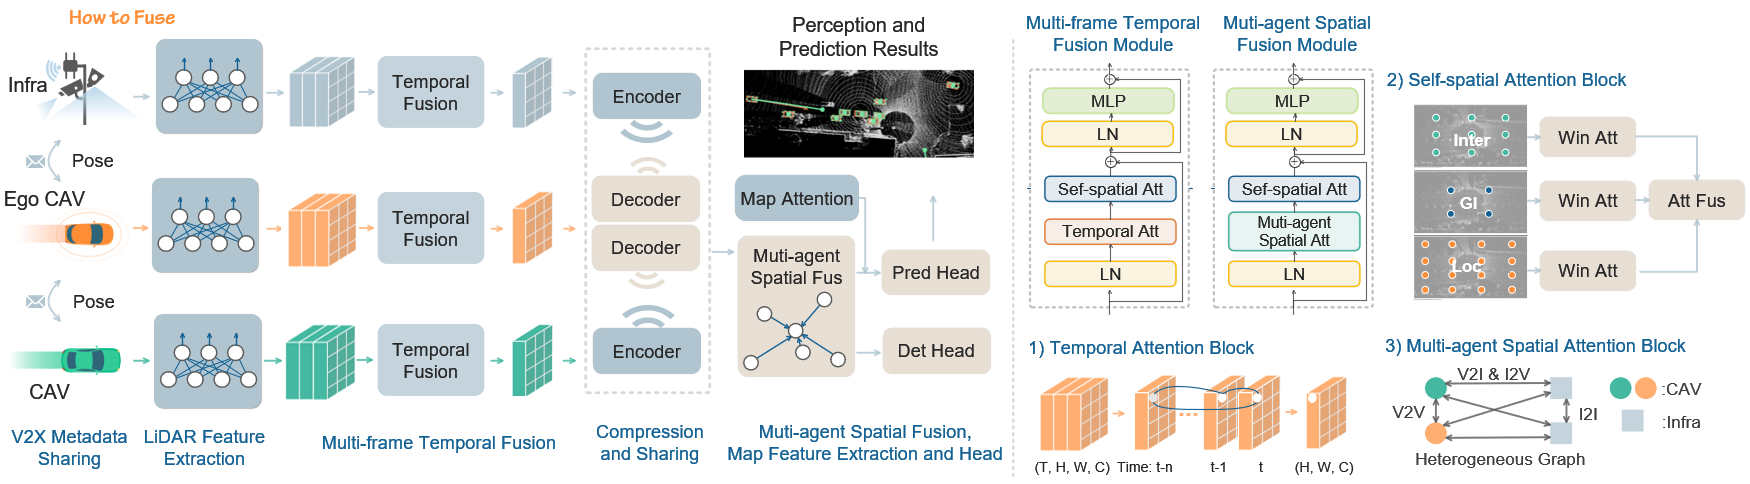 How to Fuse
Infra
Pose
Ego CAV
Pose
CAV
V2X Metadata
Sharing
LiDAR Feature
Extraction
Temporal
Fusion
Temporal
Fusion
Temporal
Fusion
Multi-frame Temporal Fusion
Encoder
Decoder
Decoder
Encoder
Compression
and Sharing
Perception and
Prediction Results
Map Attention
Muti-agent
Spatial Fus
Pred Head
Det Head
Muti-agent Spatial Fusion,
Map Feature Extraction and Head
Multi-frame Temporal
Fusion Module
MLP
LN
Sef-spatial Att
Temporal Att
LN
Muti-agent Spatial
Fusion Module
MLP
LN
Sef-spatial Att
Muti-agent
Spatial Att
LN
1) Temporal Attention Block
(T, H, W, C)
Time: t-n
t-1
t
(H, W, C)
2) Self-spatial Attention Block
Inter
Win Att
Gl
Win Att
Att Fus
Loc
Win Att
3) Multi-agent Spatial Attention Block
V2I & I2V
V2V
I2I
:CAV
:Infra
Heterogeneous Graph